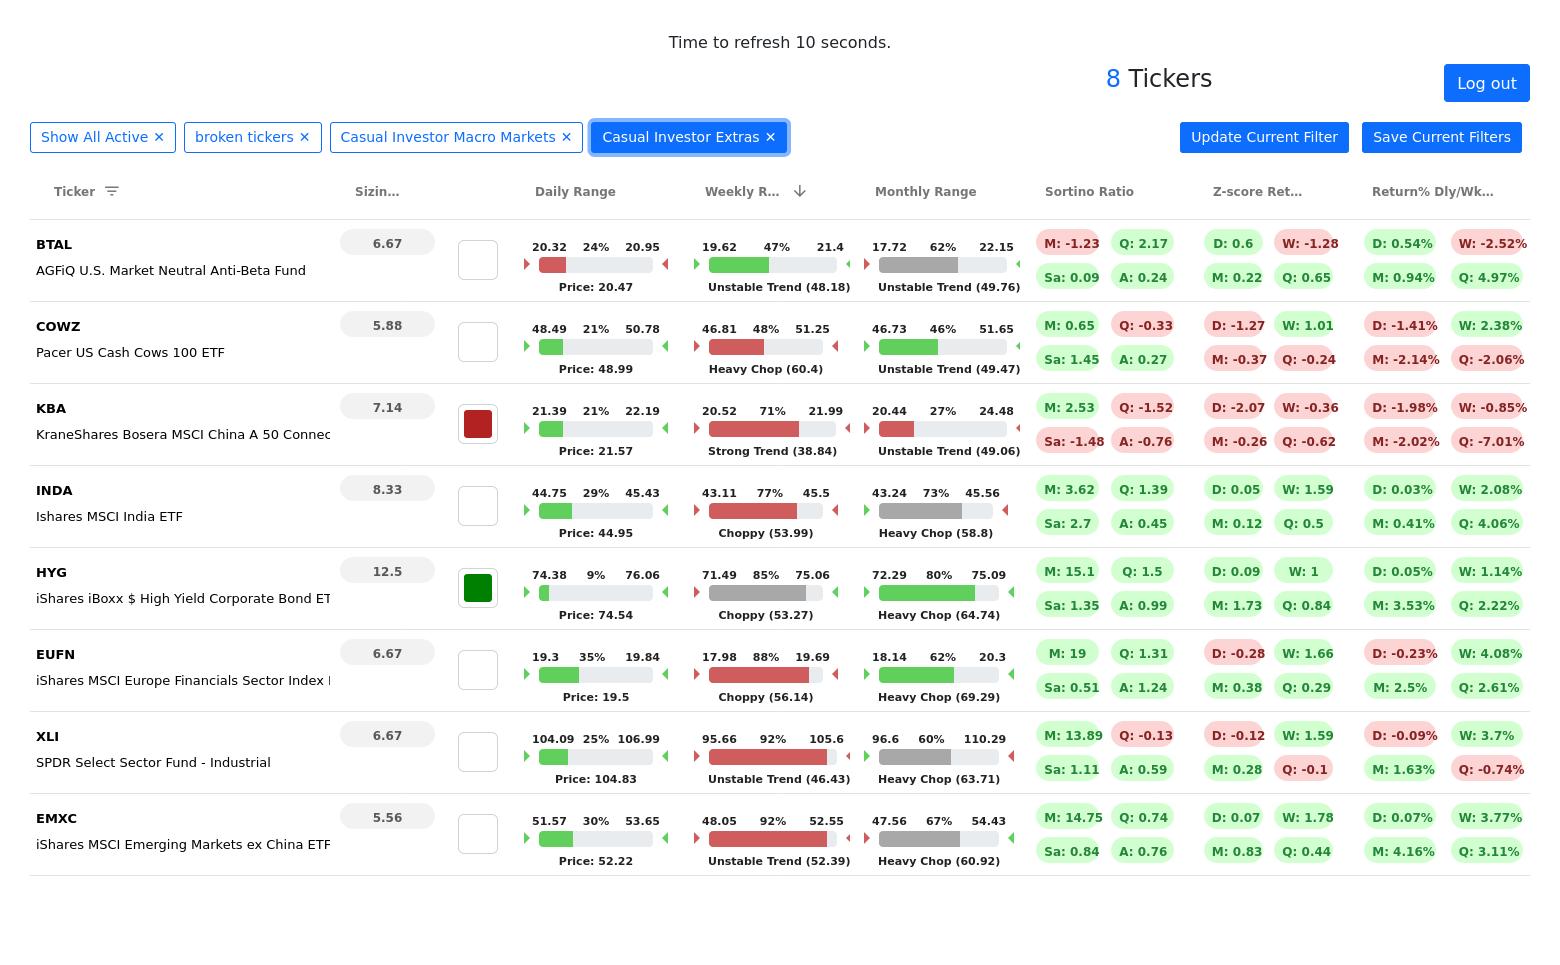 Time to refresh 10 seconds.
8 Tickers
Log out
Show All Active ✕ broken tickers ✕ Casual Investor Macro Markets ✕ Casual Investor Extras ✕ Update Current Filter Save Current Filters
Ticker Sizin... Daily Range Weekly R... Monthly Range Sortino Ratio Z-score Ret... Return% Dly/Wk...
BTAL 6.67 20.32 24% 20.95 19.62 47% 21.4 17.72 62% 22.15 M: -1.23 Q: 2.17 D: 0.6 W: -1.28 D: 0.54% W: -2.52%
AGFiQ U.S. Market Neutral Anti-Beta Fund Sa: 0.09 A: 0.24 M: 0.22 Q: 0.65 M: 0.94% Q: 4.97%
Price: 20.47 Unstable Trend (48.18) Unstable Trend (49.76)
COWZ 5.88 48.49 21% 50.78 46.81 48% 51.25 46.73 46% 51.65 M: 0.65 Q: -0.33 D: -1.27 W: 1.01 D: -1.41% W: 2.38%
Pacer US Cash Cows 100 ETF Sa: 1.45 A: 0.27 M: -0.37 Q: -0.24 M: -2.14% Q: -2.06%
Price: 48.99 Heavy Chop (60.4) Unstable Trend (49.47)
KBA 7.14 21.39 21% 22.19 20.52 71% 21.99 20.44 27% 24.48 M: 2.53 Q: -1.52 D: -2.07 W: -0.36 D: -1.98% W: -0.85%
KraneShares Bosera MSCI China A 50 Connec Sa: -1.48 A: -0.76 M: -0.26 Q: -0.62 M: -2.02% Q: -7.01%
Price: 21.57 Strong Trend (38.84) Unstable Trend (49.06)
INDA 8.33 44.75 29% 45.43 43.11 77% 45.5 43.24 73% 45.56 M: 3.62 Q: 1.39 D: 0.05 W: 1.59 D: 0.03% W: 2.08%
Ishares MSCI India ETF Sa: 2.7 A: 0.45 M: 0.12 Q: 0.5 M: 0.41% Q: 4.06%
Price: 44.95 Choppy (53.99) Heavy Chop (58.8)
HYG 12.5 74.38 9% 76.06 71.49 85% 75.06 72.29 80% 75.09 M: 15.1 Q: 1.5 D: 0.09 W: 1 D: 0.05% W: 1.14%
iShares iBoxx $ High Yield Corporate Bond ET Sa: 1.35 A: 0.99 M: 1.73 Q: 0.84 M: 3.53% Q: 2.22%
Price: 74.54 Choppy (53.27) Heavy Chop (64.74)
EUFN 6.67 19.3 35% 19.84 17.98 88% 19.69 18.14 62% 20.3 M: 19 Q: 1.31 D: -0.28 W: 1.66 D: -0.23% W: 4.08%
iShares MSCI Europe Financials Sector Index Sa: 0.51 A: 1.24 M: 0.38 Q: 0.29 M: 2.5% Q: 2.61%
Price: 19.5 Choppy (56.14) Heavy Chop (69.29)
XLI 6.67 104.09 25% 106.99 95.66 92% 105.6 96.6 60% 110.29 M: 13.89 Q: -0.13 D: -0.12 W: 1.59 D: -0.09% W: 3.7%
SPDR Select Sector Fund - Industrial Sa: 1.11 A: 0.59 M: 0.28 Q: -0.1 M: 1.63% Q: -0.74%
Price: 104.83 Unstable Trend (46.43) Heavy Chop (63.71)
EMXC 5.56 51.57 30% 53.65 48.05 92% 52.55 47.56 67% 54.43 M: 14.75 Q: 0.74 D: 0.07 W: 1.78 D: 0.07% W: 3.77%
iShares MSCI Emerging Markets ex China ETF Sa: 0.84 A: 0.76 M: 0.83 Q: 0.44 M: 4.16% Q: 3.11%
Price: 52.22 Unstable Trend (52.39) Heavy Chop (60.92)